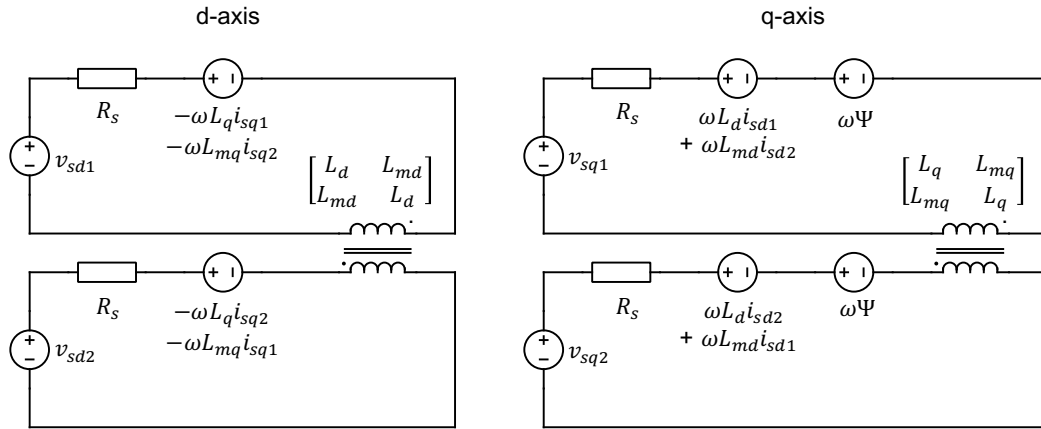 d-axis
R_s
−ωL_q i_sq1
−ωL_mq i_sq2
v_sd1
[L_d L_md
L_md L_d]
R_s
−ωL_q i_sq2
−ωL_mq i_sq1
v_sd2
q-axis
R_s
ωL_d i_sd1
+ ωL_md i_sd2
ωΨ
v_sq1
[L_q L_mq
L_mq L_q]
R_s
ωL_d i_sd2
+ ωL_md i_sd1
ωΨ
v_sq2